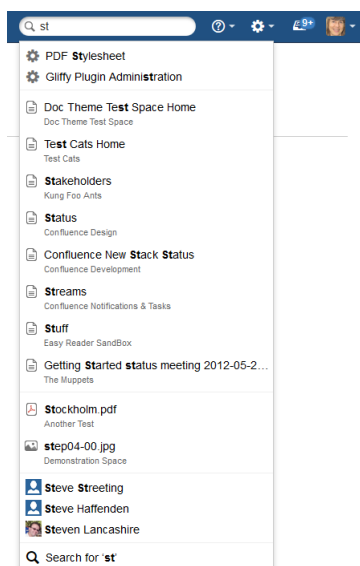 st
9+
PDF Stylesheet
Gliffy Plugin Administration
Doc Theme Test Space Home
Doc Theme Test Space
Test Cats Home
Test Cats
Stakeholders
Kung Foo Ants
Status
Confluence Design
Confluence New Stack Status
Confluence Development
Streams
Confluence Notifications & Tasks
Stuff
Easy Reader SandBox
Getting Started status meeting 2012-05-2...
The Muppets
Stockholm.pdf
Another Test
step04-00.jpg
Demonstration Space
Steve Streeting
Steve Haffenden
Steven Lancashire
Search for 'st'